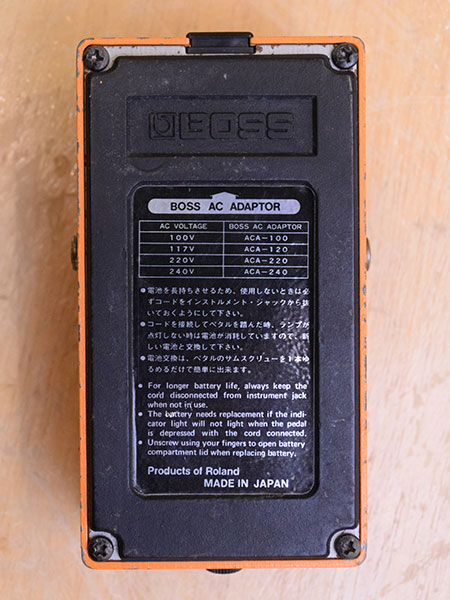 BOSS
BOSS AC ADAPTOR
AC VOLTAGE BOSS AC ADAPTOR
100V ACA-100
117V ACA-120
220V ACA-220
240V ACA-240
●電池を長持ちさせるため、使用しないときは必
ずコードをインストルメント・ジャックから抜
いておくようにして下さい。
●コードを接続してペタルを踏んだ時、ランプが
点灯しない時は電池が消耗していますので、新
しい電池と交換して下さい。
●電池交換は、ペタルのサムスクリューを1本ゆ
るめるだけで簡単に出来ます。
● For longer battery life, always keep the
cord disconnected from instrument jack
when not in use.
● The battery needs replacement if the indi-
cator light will not light when the pedal
is depressed with the cord connected.
● Unscrew using your fingers to open battery
compartment lid when replacing battery.
Products of Roland
MADE IN JAPAN